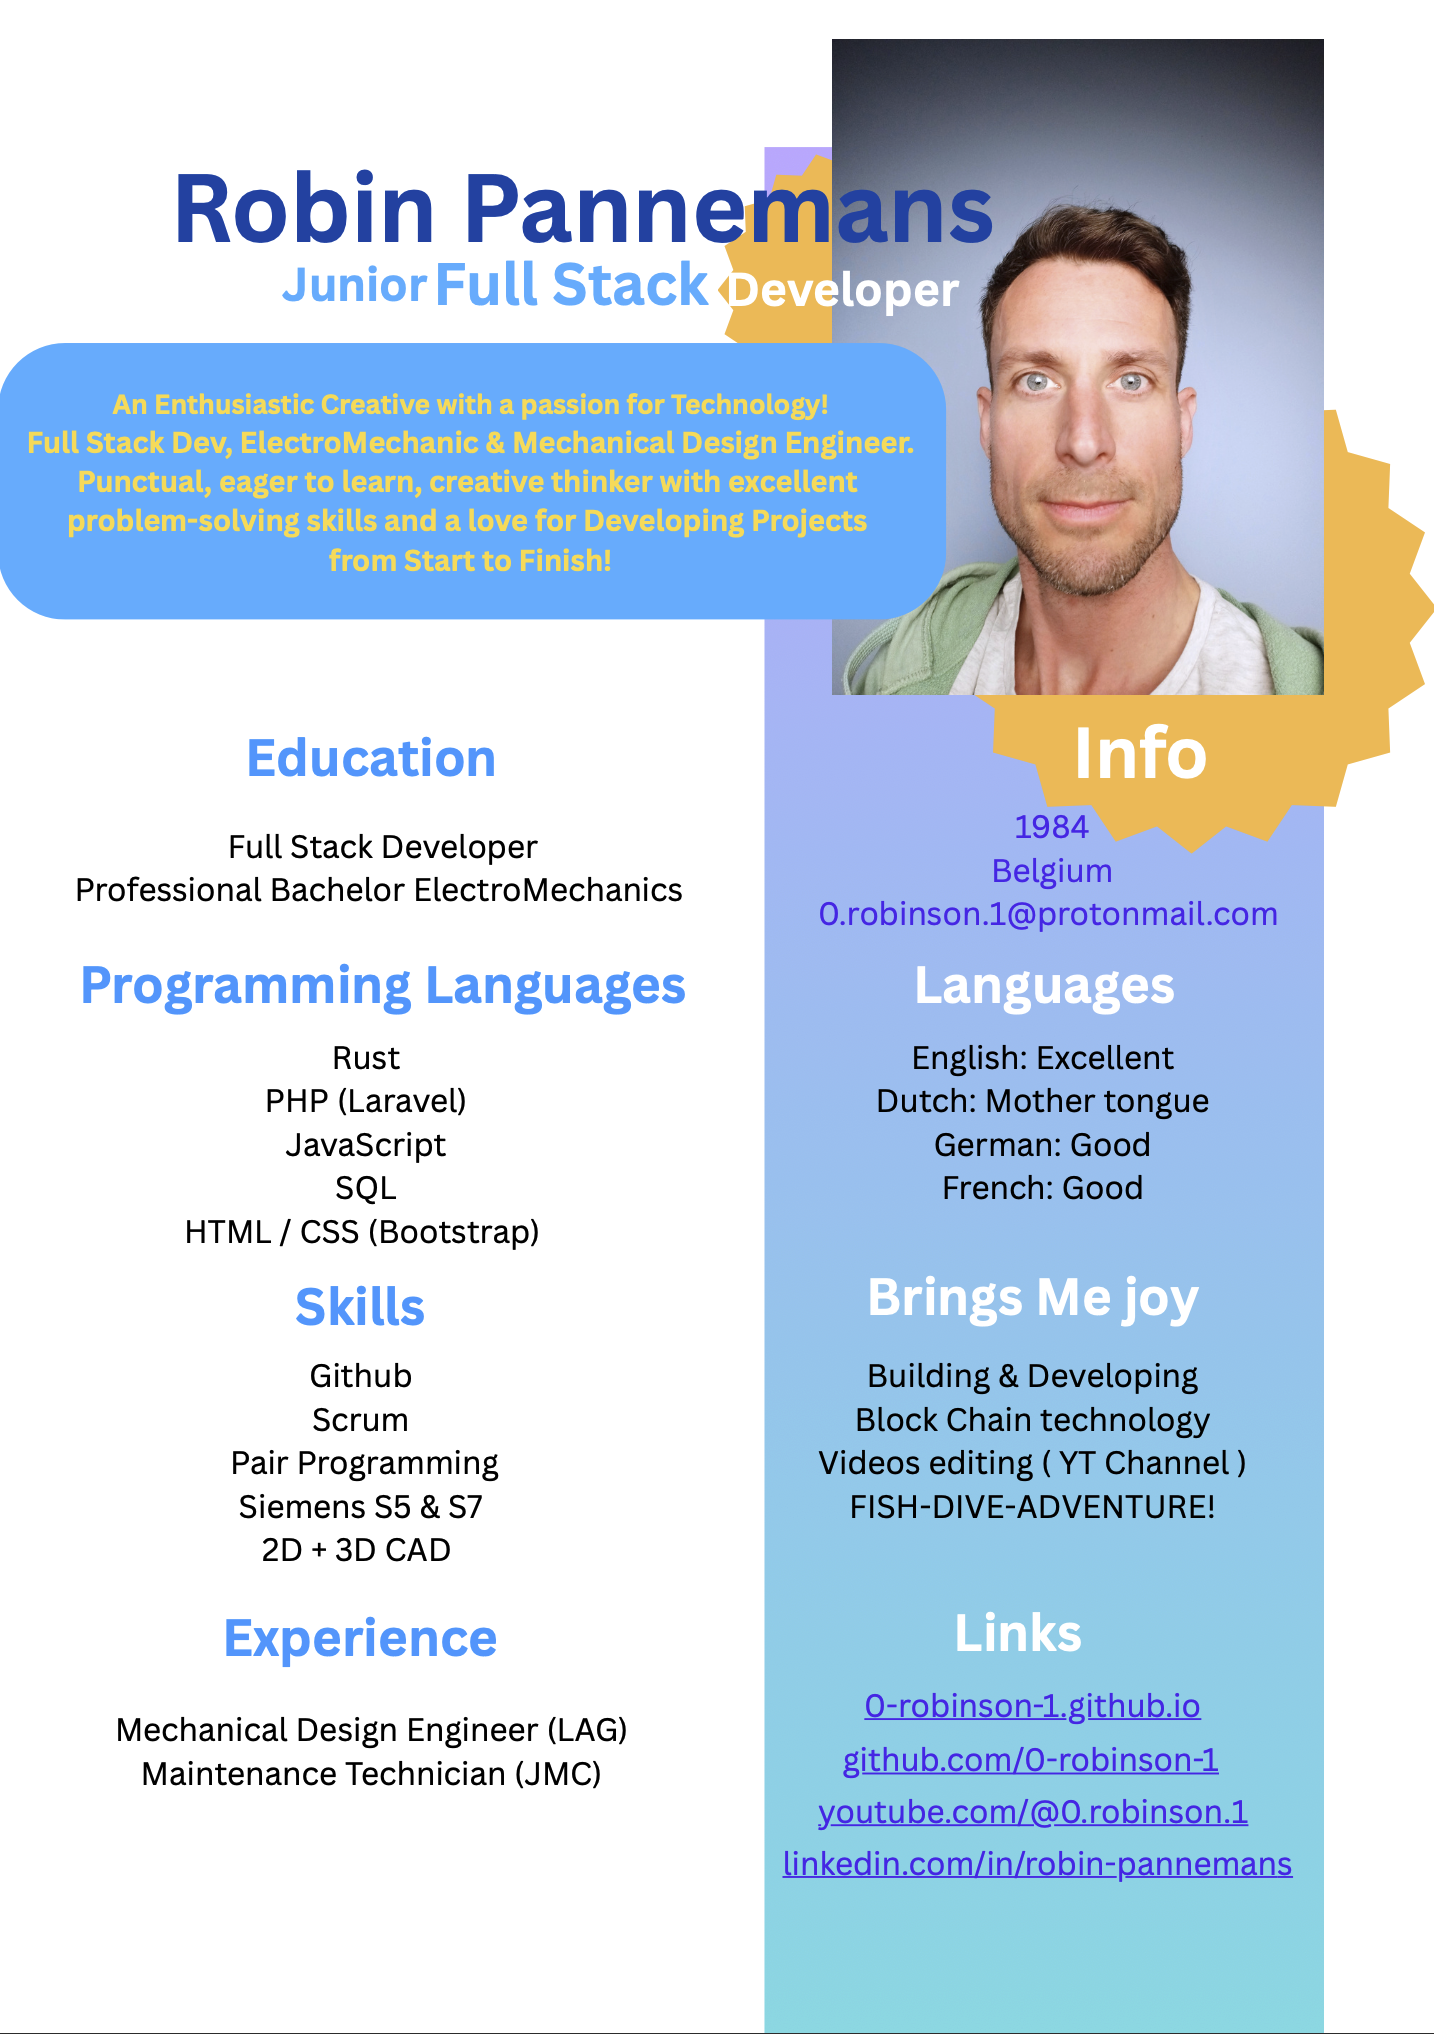 Robin Pannemans
Junior Full Stack Developer
An Enthusiastic Creative with a passion for Technology!
Full Stack Dev, ElectroMechanic & Mechanical Design Engineer.
Punctual, eager to learn, creative thinker with excellent
problem-solving skills and a love for Developing Projects
from Start to Finish!
Education
Full Stack Developer
Professional Bachelor ElectroMechanics
Programming Languages
Rust
PHP (Laravel)
JavaScript
SQL
HTML / CSS (Bootstrap)
Skills
Github
Scrum
Pair Programming
Siemens S5 & S7
2D + 3D CAD
Experience
Mechanical Design Engineer (LAG)
Maintenance Technician (JMC)
Info
1984
Belgium
0.robinson.1@protonmail.com
Languages
English: Excellent
Dutch: Mother tongue
German: Good
French: Good
Brings Me joy
Building & Developing
Block Chain technology
Videos editing ( YT Channel )
FISH-DIVE-ADVENTURE!
Links
0-robinson-1.github.io
github.com/0-robinson-1
youtube.com/@0.robinson.1
linkedin.com/in/robin-pannemans